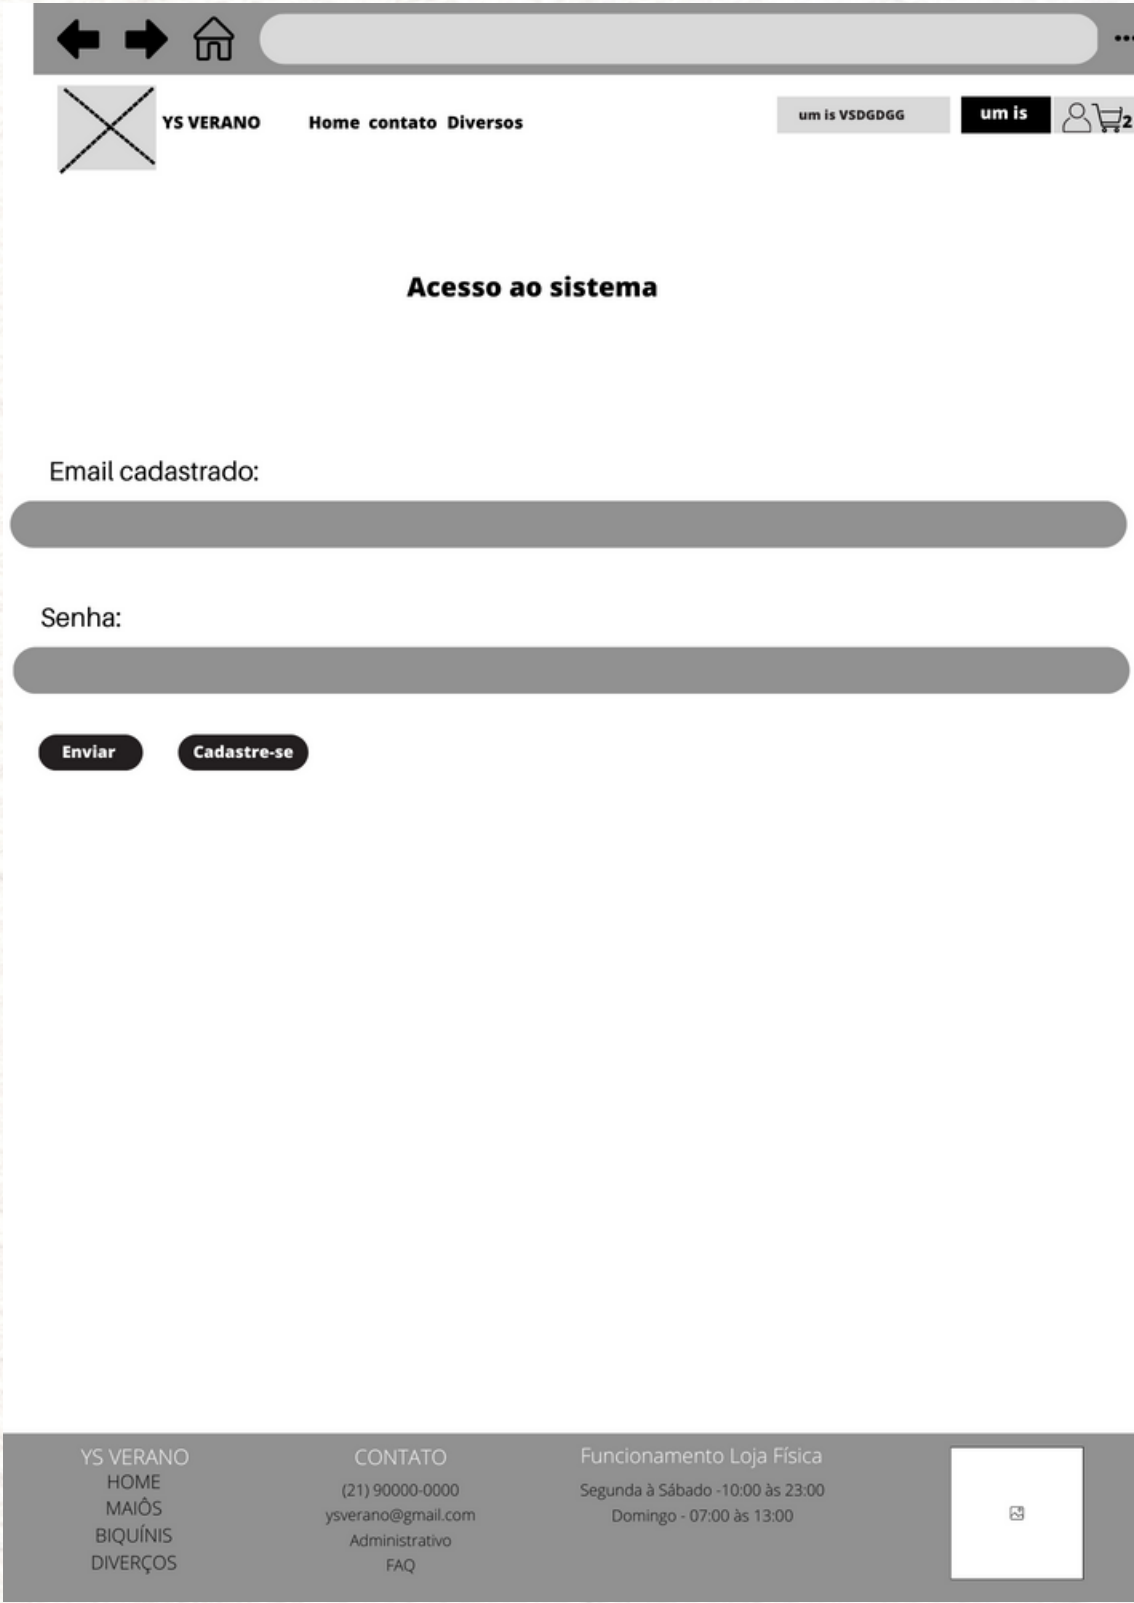 YS VERANO
Home contato Diversos
um is VSDGDGG
um is
2
Acesso ao sistema
Email cadastrado:
Senha:
Enviar
Cadastre-se
YS VERANO
HOME
MAIÔS
BIQUÍNIS
DIVERÇOS
CONTATO
(21) 90000-0000
ysverano@gmail.com
Administrativo
FAQ
Funcionamento Loja Física
Segunda à Sábado -10:00 às 23:00
Domingo - 07:00 às 13:00